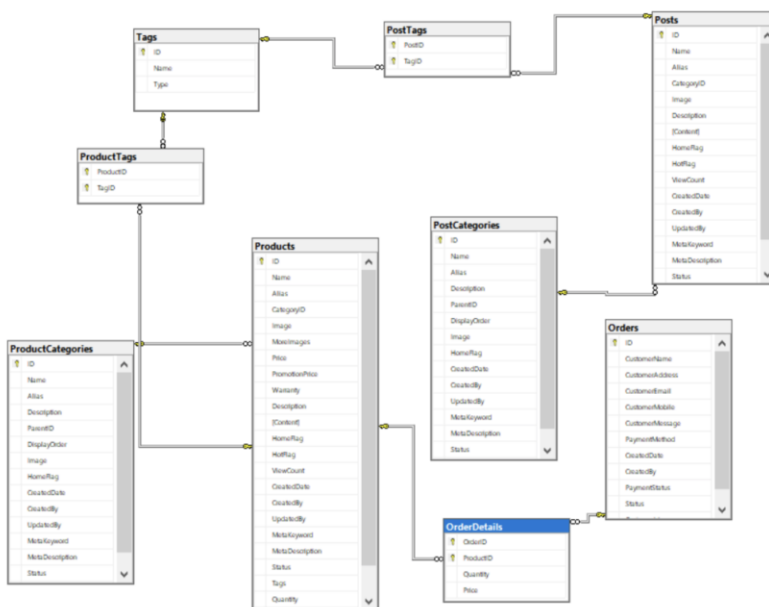 Tags
ID
Name
Type
PostTags
PostID
TagID
Posts
ID
Name
Alias
CategoryID
Image
Description
[Content]
HomeFlag
HotFlag
ViewCount
CreatedDate
CreatedBy
UpdatedBy
MetaKeyword
MetaDescription
Status
ProductTags
ProductID
TagID
Products
ID
Name
Alias
CategoryID
Image
MoreImages
Price
PromotionPrice
Warranty
Description
[Content]
HomeFlag
HotFlag
ViewCount
CreatedDate
CreatedBy
UpdatedBy
MetaKeyword
MetaDescription
Status
Tags
Quantity
PostCategories
ID
Name
Alias
Description
ParentID
DisplayOrder
Image
HomeFlag
CreatedDate
CreatedBy
UpdatedBy
MetaKeyword
MetaDescription
Status
ProductCategories
ID
Name
Alias
Description
ParentID
DisplayOrder
Image
HomeFlag
CreatedDate
CreatedBy
UpdatedBy
MetaKeyword
MetaDescription
Status
Orders
ID
CustomerName
CustomerAddress
CustomerEmail
CustomerMobile
CustomerMessage
PaymentMethod
CreatedDate
CreatedBy
PaymentStatus
Status
OrderDetails
OrderID
ProductID
Quantity
Price